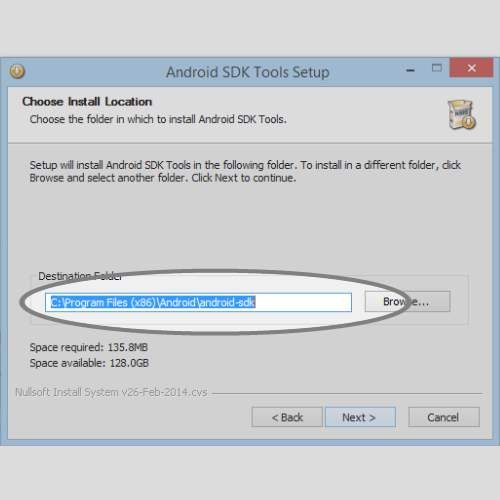 Android SDK Tools Setup
Choose Install Location
Choose the folder in which to install Android SDK Tools.
Setup will install Android SDK Tools in the following folder. To install in a different folder, click
Browse and select another folder. Click Next to continue.
Destination Folder
C:\Program Files (x86)\Android\android-sdk
Browse...
Space required: 135.8MB
Space available: 128.0GB
Nullsoft Install System v26-Feb-2014.cvs
< Back
Next >
Cancel